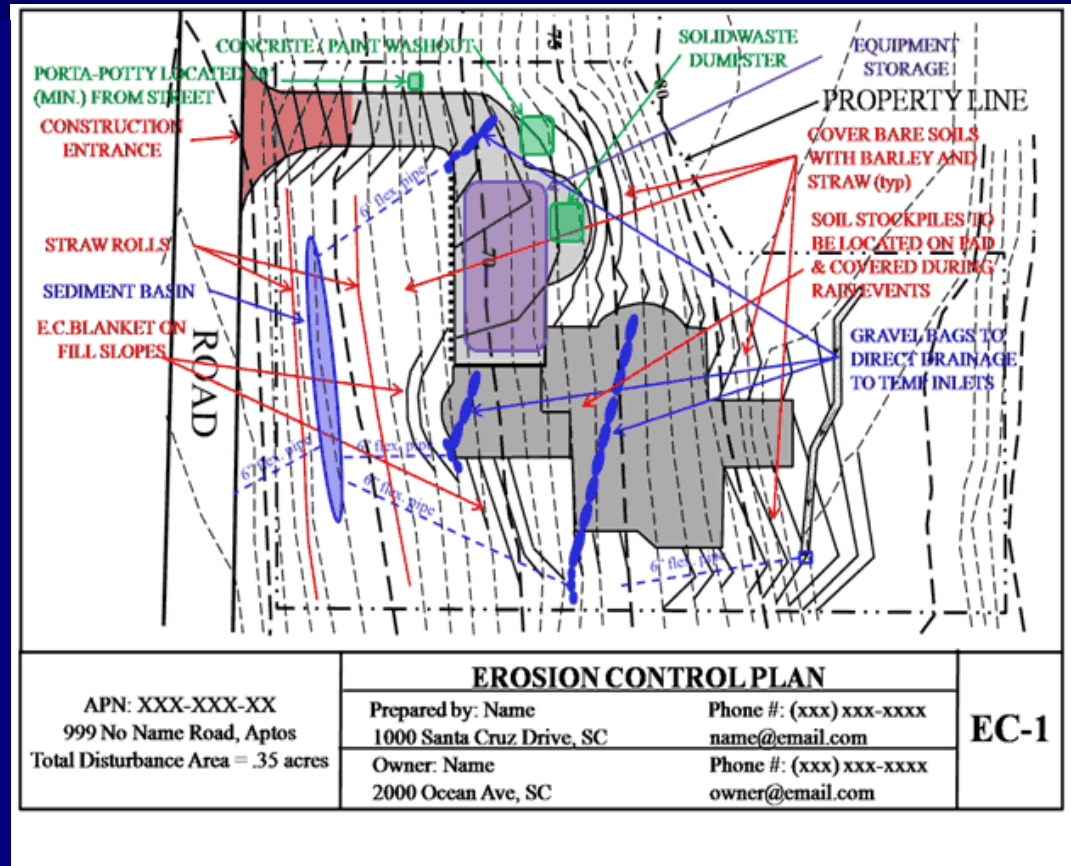 CONCRETE / PAINT WASHOUT
SOLID WASTE
DUMPSTER
EQUIPMENT
STORAGE
PORTA-POTTY LOCATED 20'
(MIN.) FROM STREET
PROPERTY LINE
CONSTRUCTION
ENTRANCE
COVER BARE SOILS
WITH BARLEY AND
STRAW (typ)
6" flex. pipe
STRAW ROLLS
SOIL STOCKPILES TO
BE LOCATED ON PAD
& COVERED DURING
RAIN EVENTS
SEDIMENT BASIN
E.C.BLANKET ON
FILL SLOPES
ROAD
GRAVEL BAGS TO
DIRECT DRAINAGE
TO TEMP INLETS
6" flex. pipe
6" flex. pipe
6" flex. pipe
6" flex. pipe
EROSION CONTROL PLAN
APN: XXX-XXX-XX
999 No Name Road, Aptos
Total Disturbance Area = .35 acres
Prepared by: Name
Phone #: (xxx) xxx-xxxx
1000 Santa Cruz Drive, SC
name@email.com
Owner: Name
Phone #: (xxx) xxx-xxxx
2000 Ocean Ave, SC
owner@email.com
EC-1